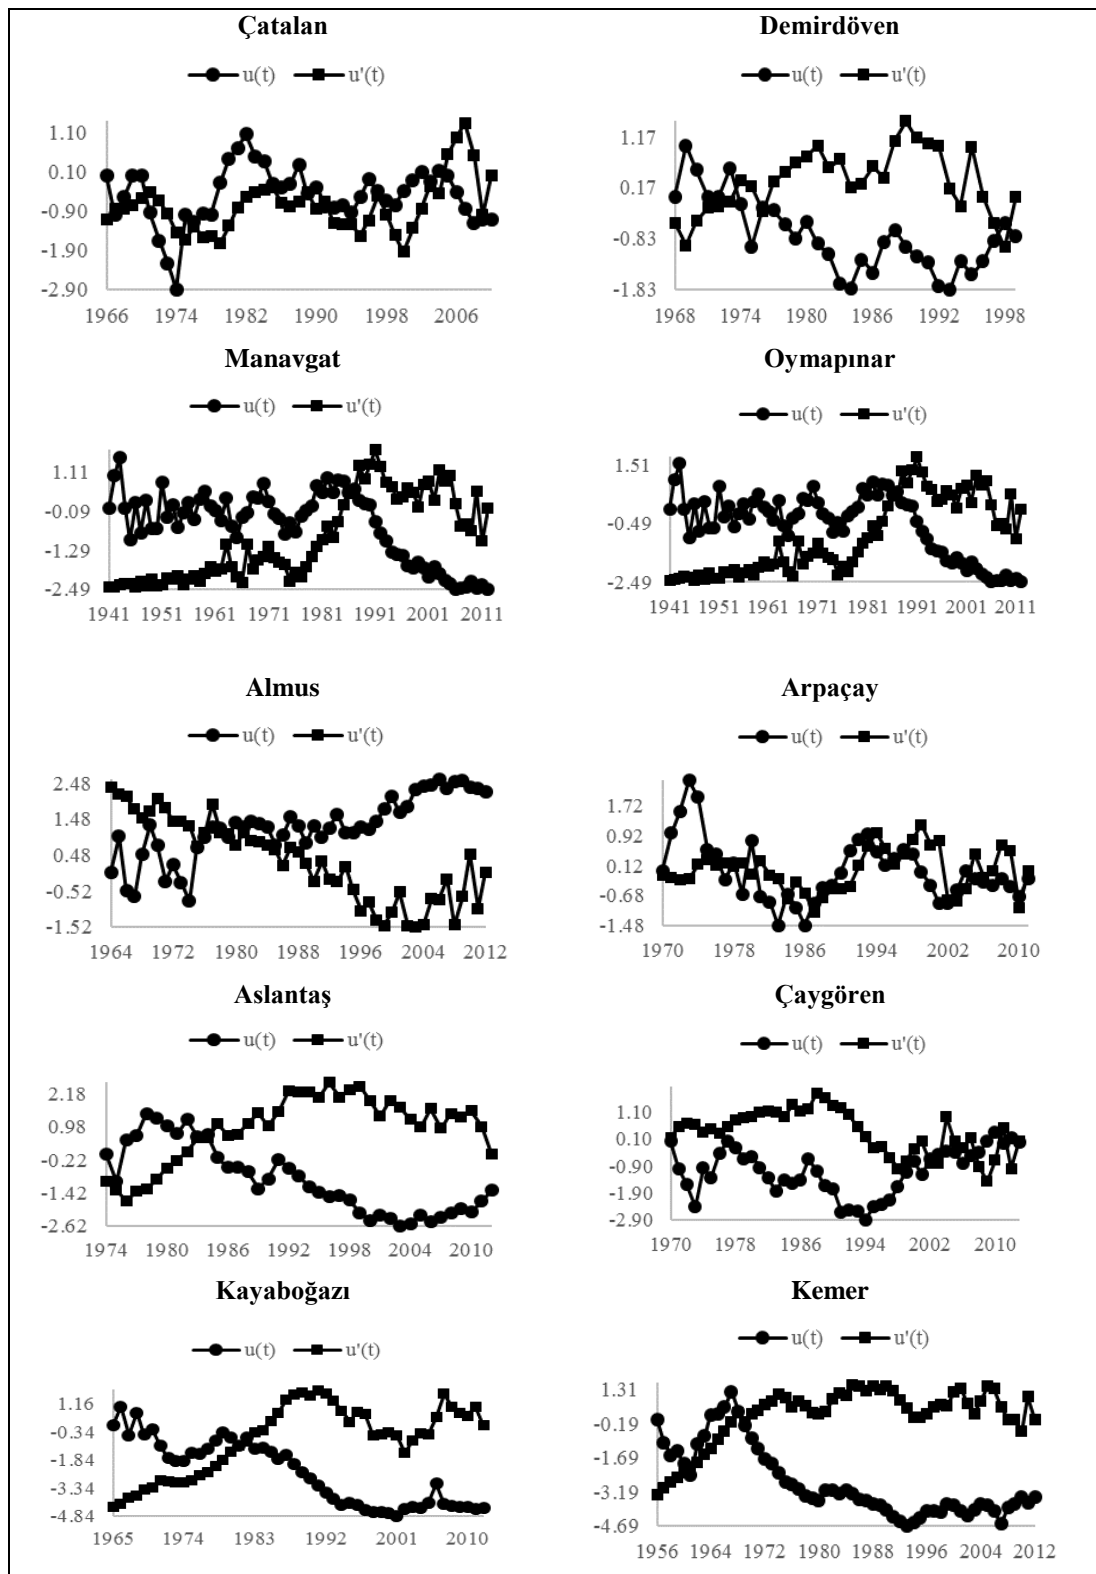 Çatalan
u(t) u'(t)
1.10
0.10
-0.90
-1.90
-2.90
1966 1974 1982 1990 1998 2006
Demirdöven
u(t) u'(t)
1.17
0.17
-0.83
-1.83
1968 1974 1980 1986 1992 1998
Manavgat
u(t) u'(t)
1.11
-0.09
-1.29
-2.49
1941 1951 1961 1971 1981 1991 2001 2011
Oymapınar
u(t) u'(t)
1.51
-0.49
-2.49
1941 1951 1961 1971 1981 1991 2001 2011
Almus
u(t) u'(t)
2.48
1.48
0.48
-0.52
-1.52
1964 1972 1980 1988 1996 2004 2012
Arpaçay
u(t) u'(t)
1.72
0.92
0.12
-0.68
-1.48
1970 1978 1986 1994 2002 2010
Aslantaş
u(t) u'(t)
2.18
0.98
-0.22
-1.42
-2.62
1974 1980 1986 1992 1998 2004 2010
Çaygören
u(t) u'(t)
1.10
0.10
-0.90
-1.90
-2.90
1970 1978 1986 1994 2002 2010
Kayaboğazı
u(t) u'(t)
1.16
-0.34
-1.84
-3.34
-4.84
1965 1974 1983 1992 2001 2010
Kemer
u(t) u'(t)
1.31
-0.19
-1.69
-3.19
-4.69
1956 1964 1972 1980 1988 1996 2004 2012